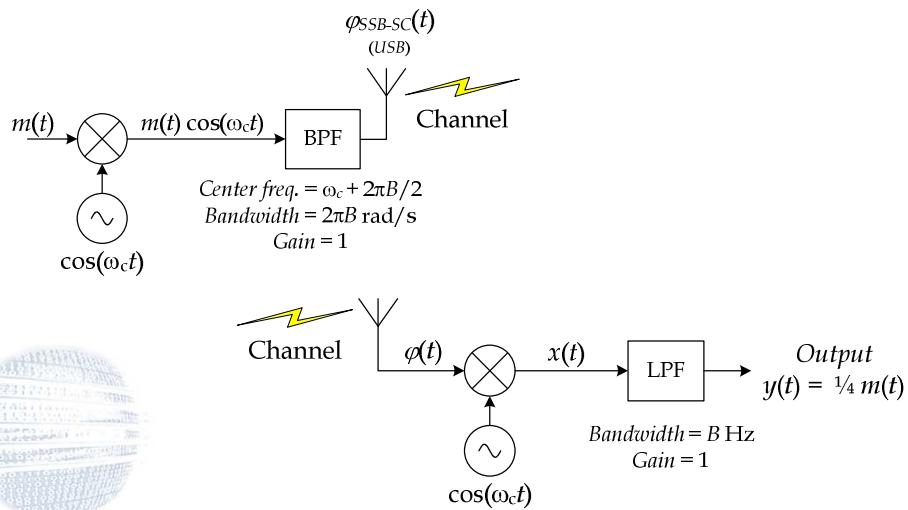 φSSB-SC(t)
(USB)
Channel
m(t)
m(t) cos(ωct)
BPF
Center freq. = ωc + 2πB/2
Bandwidth = 2πB rad/s
Gain = 1
cos(ωct)
Channel
φ(t)
x(t)
LPF
Output
y(t) = ¼ m(t)
Bandwidth = B Hz
Gain = 1
cos(ωct)